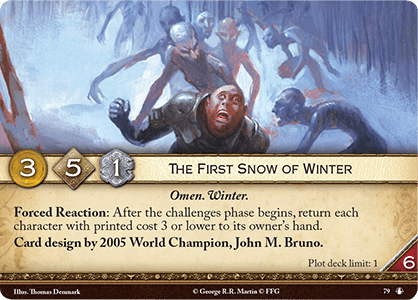 3 5 1 The First Snow of Winter
Omen. Winter.
Forced Reaction: After the challenges phase begins, return each
character with printed cost 3 or lower to its owner's hand.
Card design by 2005 World Champion, John M. Bruno.
Plot deck limit: 1
6
Illus. Thomas Denmark © George R.R. Martin © FFG 79